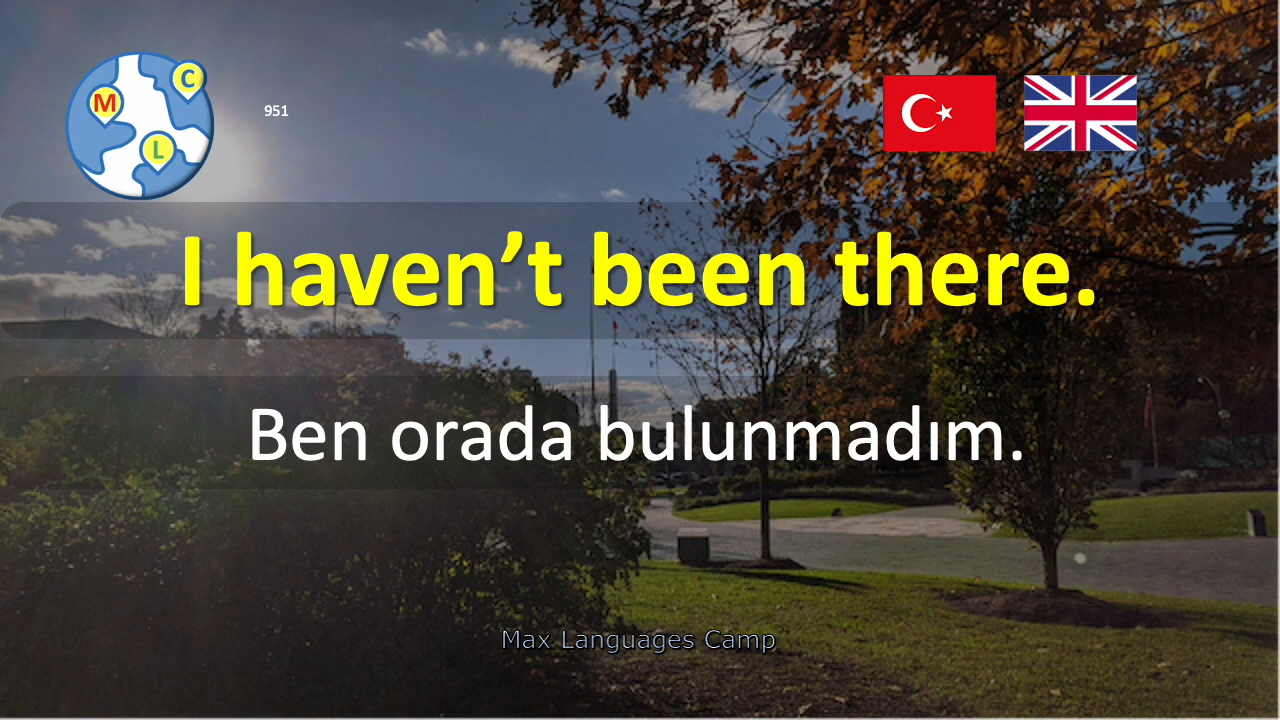 C
M
L
951
I haven’t been there.
Ben orada bulunmadım.
Max Languages Camp